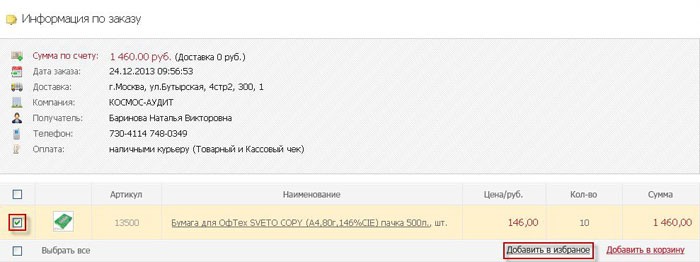 Информация по заказу
Сумма по счету: 1 460.00 руб. (Доставка 0 руб.)
Дата заказа: 24.12.2013 09:56:53
Доставка: г.Москва, ул.Бутырская, 4стр2, 300, 1
Компания: КОСМОС-АУДИТ
Получатель: Баринова Наталья Викторовна
Телефон: 730-4114 748-0349
Оплата: наличными курьеру (Товарный и Кассовый чек)
Артикул Наименование Цена/руб. Кол-во Сумма
13500 Бумага для ОфТех SVETO COPY (A4,80г,146%CIE) пачка 500л., шт. 146,00 10 1 460,00
Выбрать все Добавить в избраное Добавить в корзину